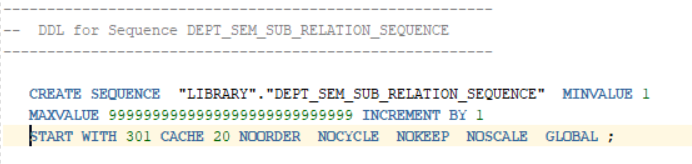 --------------------------------------------------------
--  DDL for Sequence DEPT_SEM_SUB_RELATION_SEQUENCE
--------------------------------------------------------
CREATE SEQUENCE  "LIBRARY"."DEPT_SEM_SUB_RELATION_SEQUENCE"  MINVALUE 1
MAXVALUE 9999999999999999999999999999 INCREMENT BY 1
START WITH 301 CACHE 20 NOORDER  NOCYCLE  NOKEEP  NOSCALE  GLOBAL ;